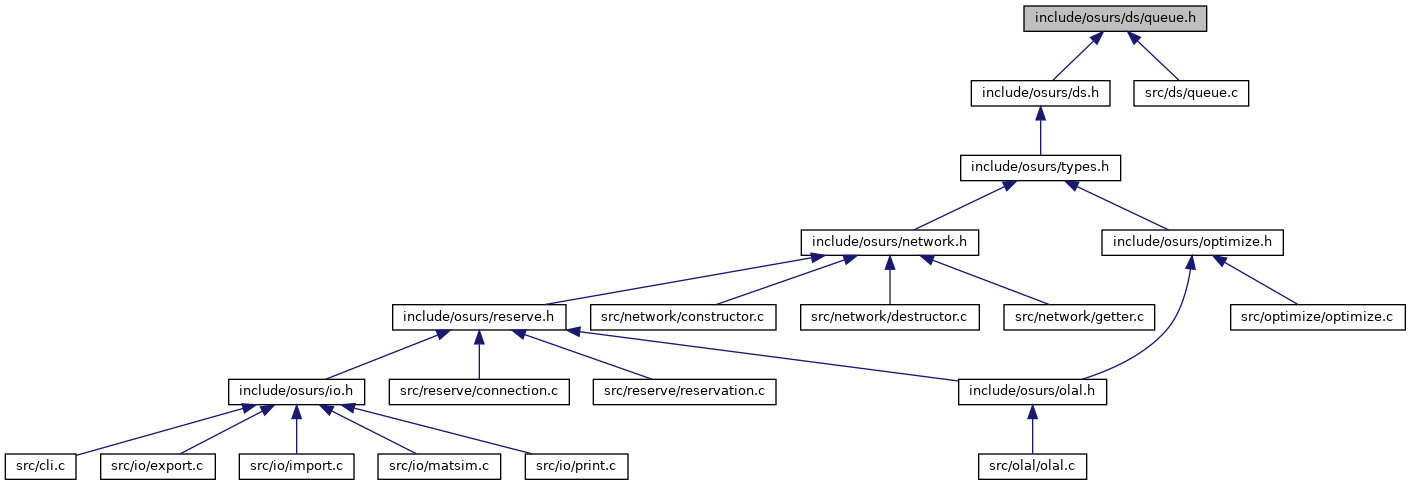 include/osurs/ds/queue.h
include/osurs/ds.h
src/ds/queue.c
include/osurs/types.h
include/osurs/network.h
include/osurs/optimize.h
include/osurs/reserve.h
src/network/constructor.c
src/network/destructor.c
src/network/getter.c
src/optimize/optimize.c
include/osurs/io.h
src/reserve/connection.c
src/reserve/reservation.c
include/osurs/olal.h
src/cli.c
src/io/export.c
src/io/import.c
src/io/matsim.c
src/io/print.c
src/olal/olal.c